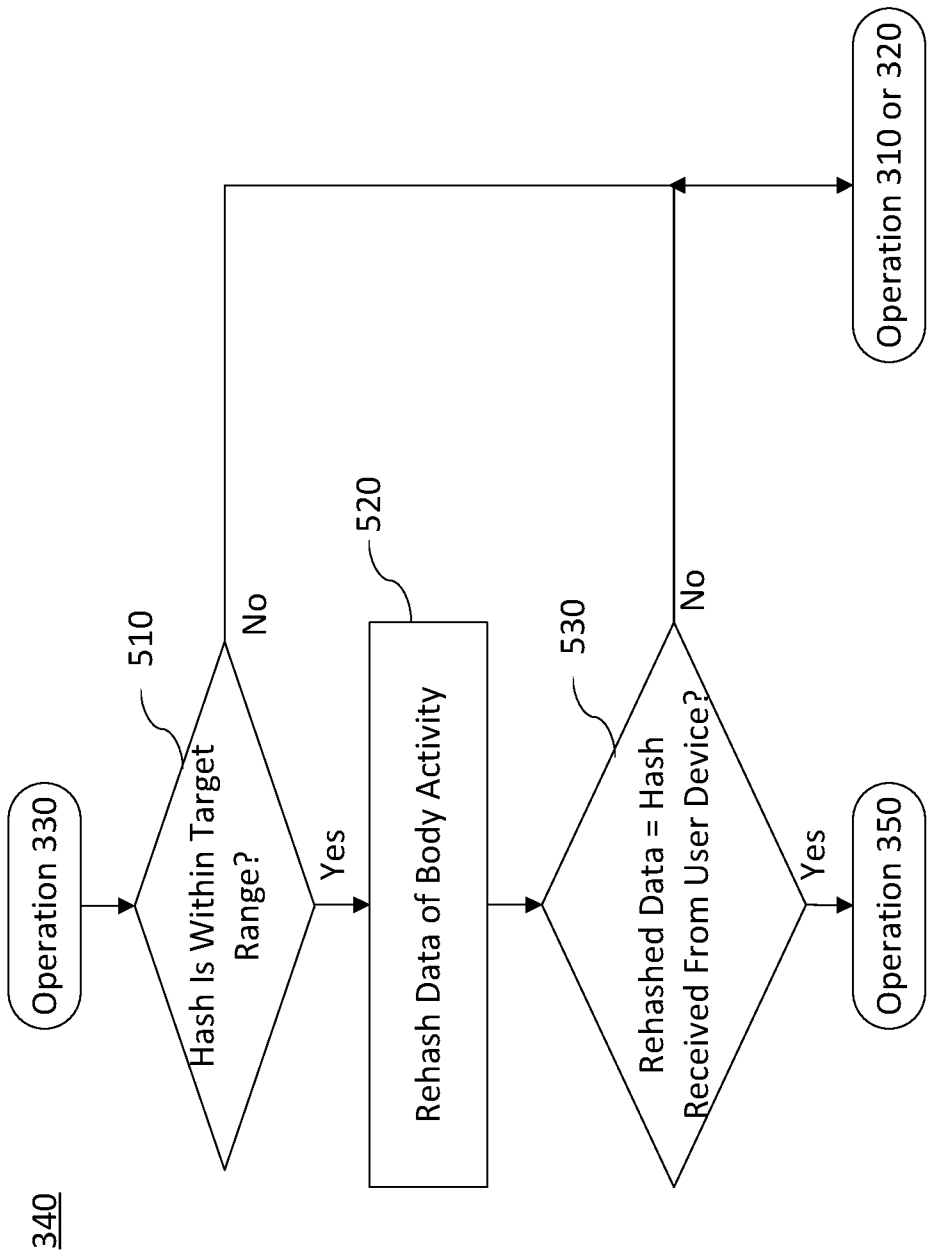 340
Operation 330
510
Hash Is Within Target
Range?
No
Yes
520
Rehash Data of Body Activity
530
Rehashed Data = Hash
Received From User Device?
No
Yes
Operation 350
Operation 310 or 320